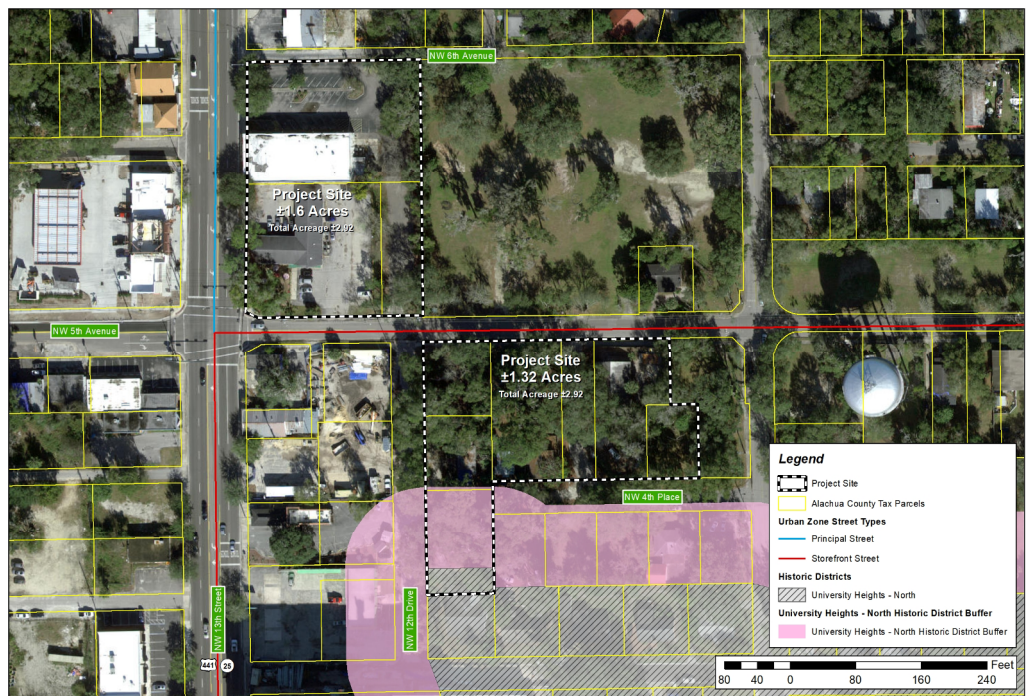 NW 6th Avenue
Project Site
±1.6 Acres
Total Acreage ±2.92
NW 5th Avenue
Project Site
±1.32 Acres
Total Acreage ±2.92
NW 4th Place
NW 13th Street
NW 12th Drive
441
25
Legend
Project Site
Alachua County Tax Parcels
Urban Zone Street Types
Principal Street
Storefront Street
Historic Districts
University Heights - North
University Heights - North Historic District Buffer
University Heights - North Historic District Buffer
Feet
80 40 0 80 160 240